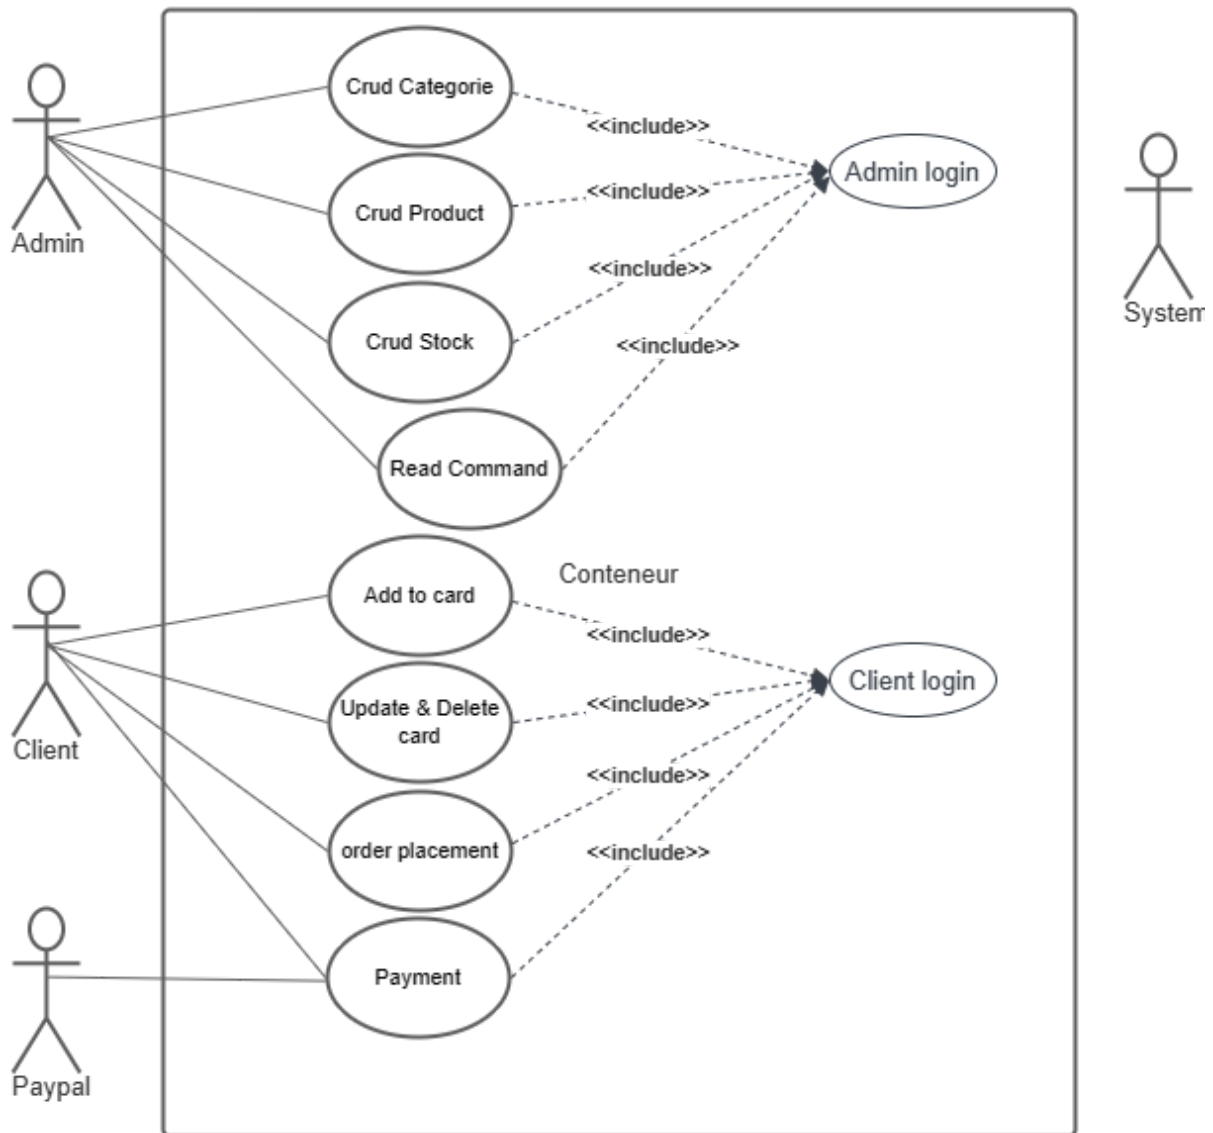 Crud Categorie
<<include>>
Admin login
Crud Product
<<include>>
Admin
System
Crud Stock
<<include>>
<<include>>
Read Command
Add to card
Conteneur
<<include>>
Client login
Update & Delete
card
<<include>>
Client
<<include>>
order placement
<<include>>
Payment
Paypal